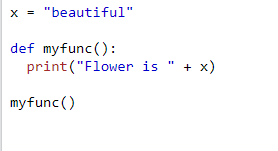 x = "beautiful"
def myfunc():
  print("Flower is " + x)
myfunc()